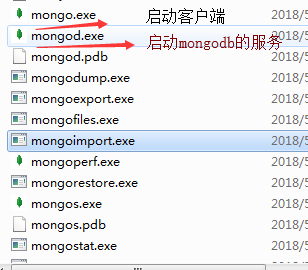 mongo.exe 启动客户端 2018/5
mongod.exe 启动mongodb的服务 2018/5
mongod.pdb 2018/5
mongodump.exe 2018/5
mongoexport.exe 2018/5
mongofiles.exe 2018/5
mongoimport.exe 2018/5
mongoperf.exe 2018/5
mongorestore.exe 2018/5
mongos.exe 2018/5
mongos.pdb 2018/5
mongostat.exe 2018/5